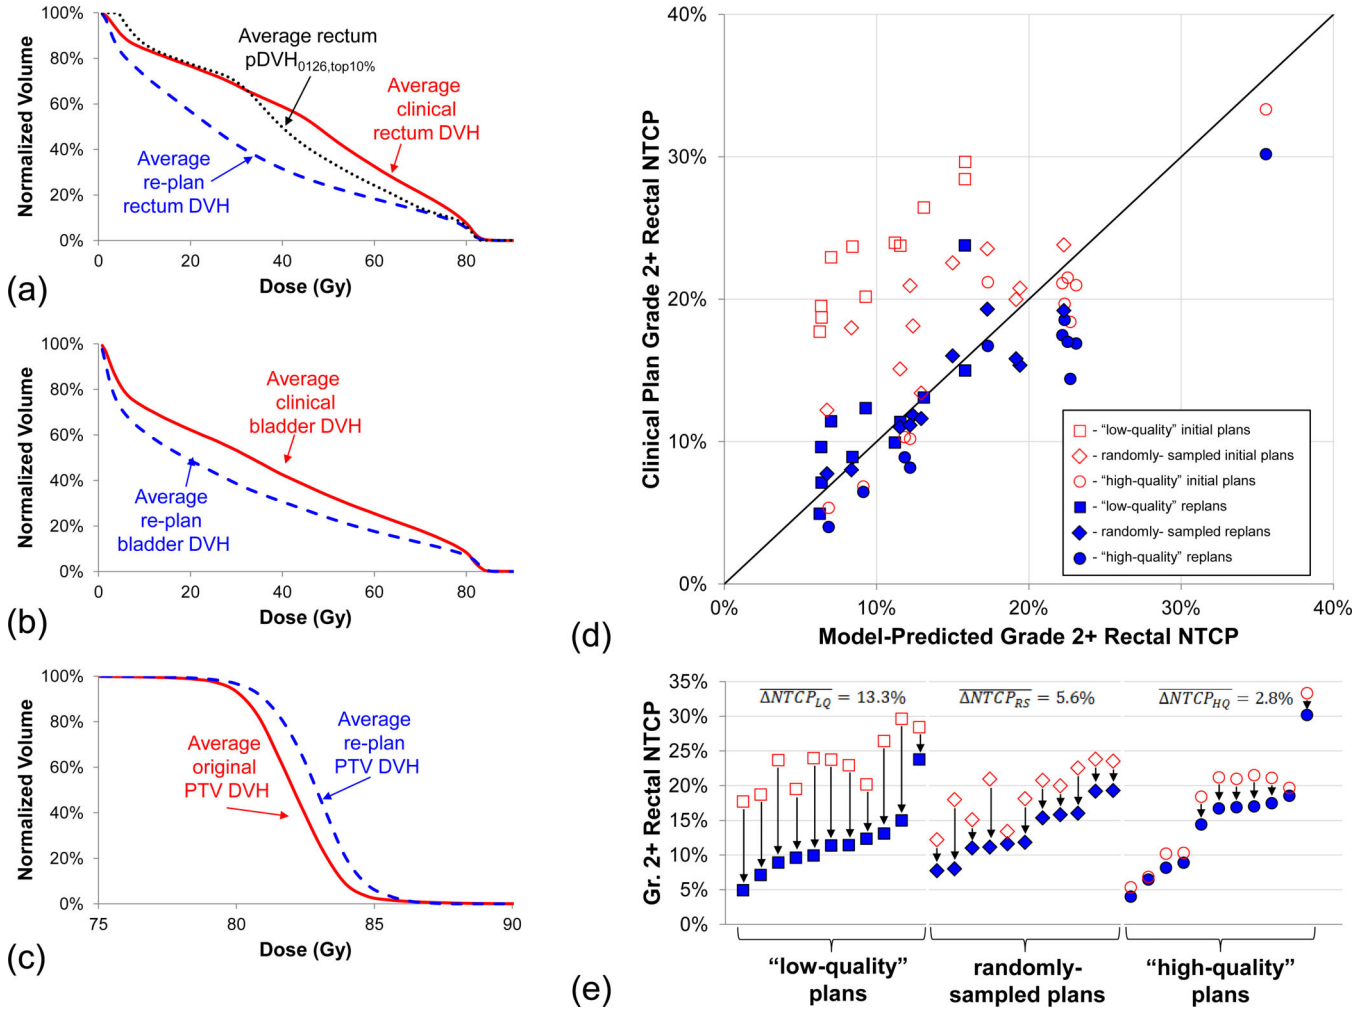 100%
80%
60%
40%
20%
0%
Normalized Volume
0
20
40
60
80
Dose (Gy)
Average rectum
pDVH0126,top10%
Average
clinical
rectum DVH
Average
re-plan
rectum DVH
(a)
100%
80%
60%
40%
20%
0%
Normalized Volume
0
20
40
60
80
Dose (Gy)
Average
clinical
bladder DVH
Average
re-plan
bladder DVH
(b)
100%
80%
60%
40%
20%
0%
Normalized Volume
75
80
85
90
Dose (Gy)
Average
original
PTV DVH
Average
re-plan
PTV DVH
(c)
40%
30%
20%
10%
0%
Clinical Plan Grade 2+ Rectal NTCP
0%
10%
20%
30%
40%
Model-Predicted Grade 2+ Rectal NTCP
- "low-quality" initial plans
- randomly- sampled initial plans
- "high-quality" initial plans
- "low-quality" replans
- randomly- sampled replans
- "high-quality" replans
(d)
35%
30%
25%
20%
15%
10%
5%
0%
Gr. 2+ Rectal NTCP
ΔNTCP_LQ = 13.3%
ΔNTCP_RS = 5.6%
ΔNTCP_HQ = 2.8%
"low-quality"
plans
randomly-
sampled plans
"high-quality"
plans
(e)